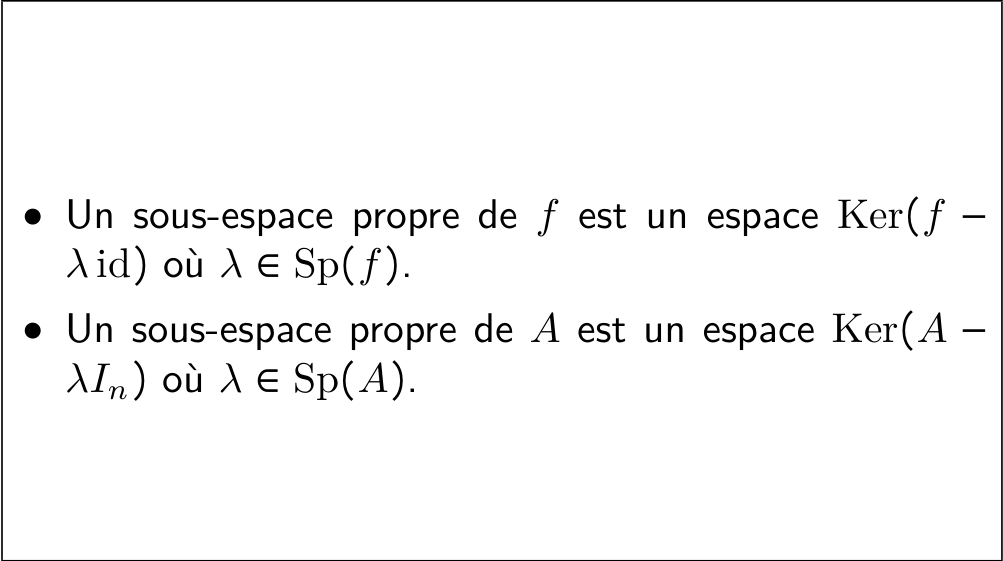 • Un sous-espace propre de f est un espace Ker(f −
λ id) où λ ∈ Sp(f).
• Un sous-espace propre de A est un espace Ker(A −
λIₙ) où λ ∈ Sp(A).